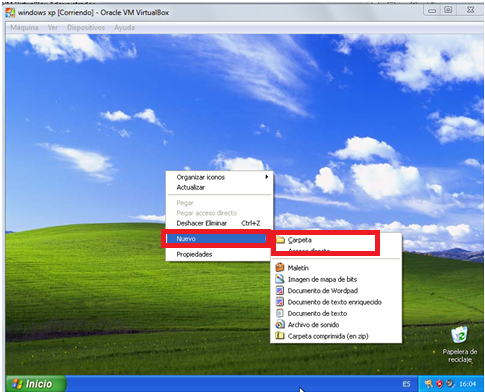 windows xp [Corriendo] - Oracle VM VirtualBox
Máquina Ver Dispositivos Ayuda
Organizar iconos
Actualizar
Pegar
Pegar acceso directo
Deshacer Eliminar Ctrl+Z
Nuevo
Propiedades
Carpeta
Acceso directo
Maletín
Imagen de mapa de bits
Documento de Wordpad
Documento de texto enriquecido
Documento de texto
Archivo de sonido
Carpeta comprimida (en zip)
Papelera de
reciclaje
Inicio
ES
16:04